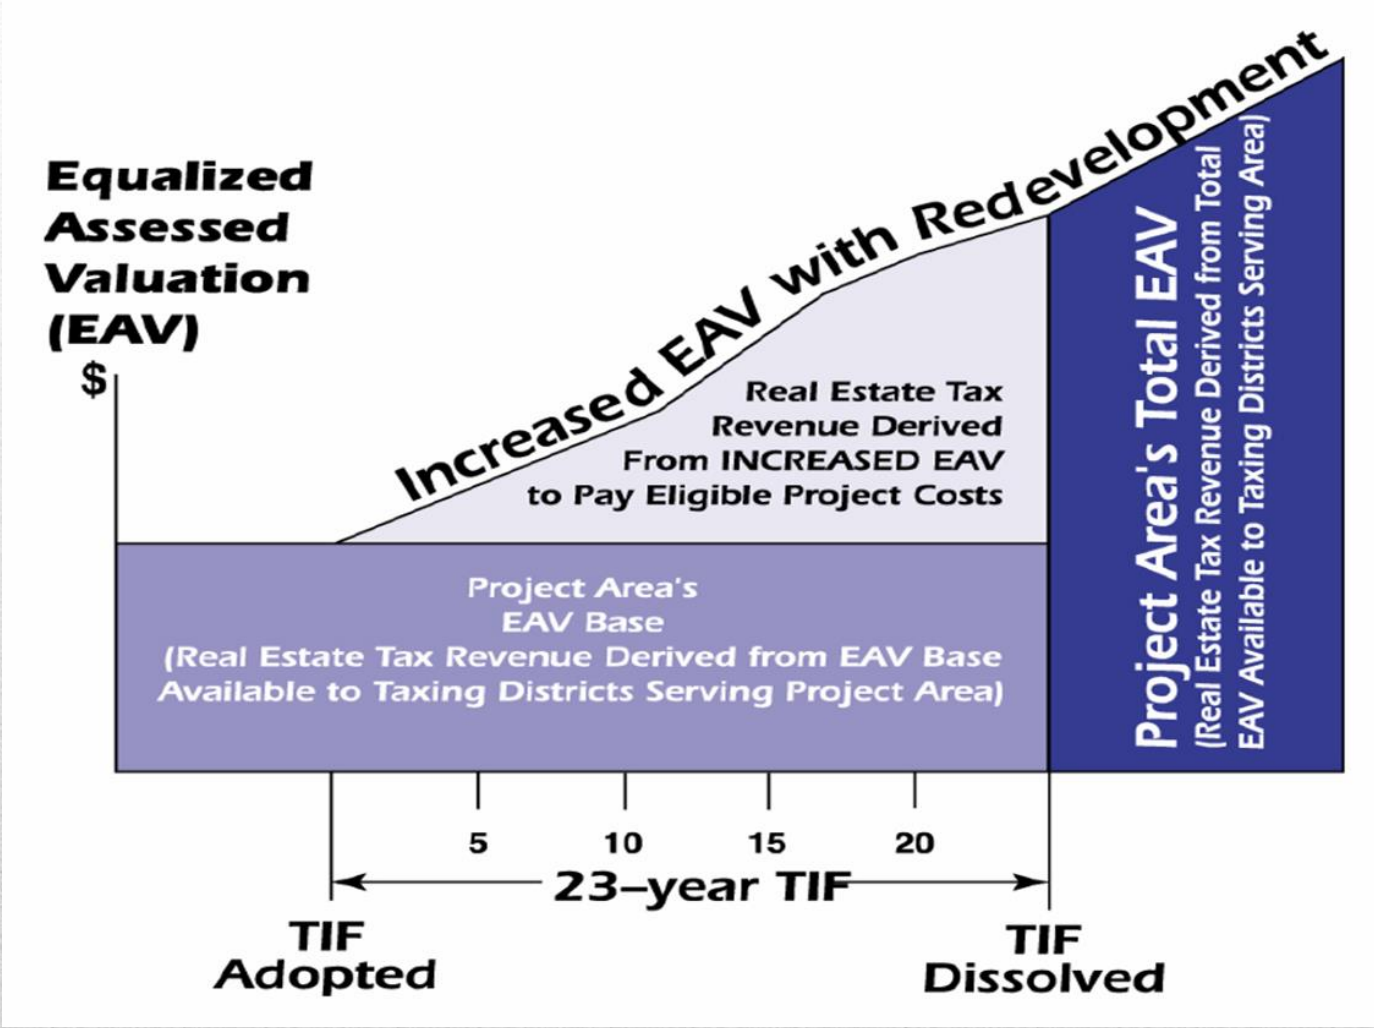 Equalized
Assessed
Valuation
(EAV)
$
Increased EAV with Redevelopment
Real Estate Tax
Revenue Derived
From INCREASED EAV
to Pay Eligible Project Costs
Project Area's
EAV Base
(Real Estate Tax Revenue Derived from EAV Base
Available to Taxing Districts Serving Project Area)
Project Area's Total EAV
(Real Estate Tax Revenue Derived from Total
EAV Available to Taxing Districts Serving Area)
5 10 15 20
23–year TIF
TIF
Adopted
TIF
Dissolved